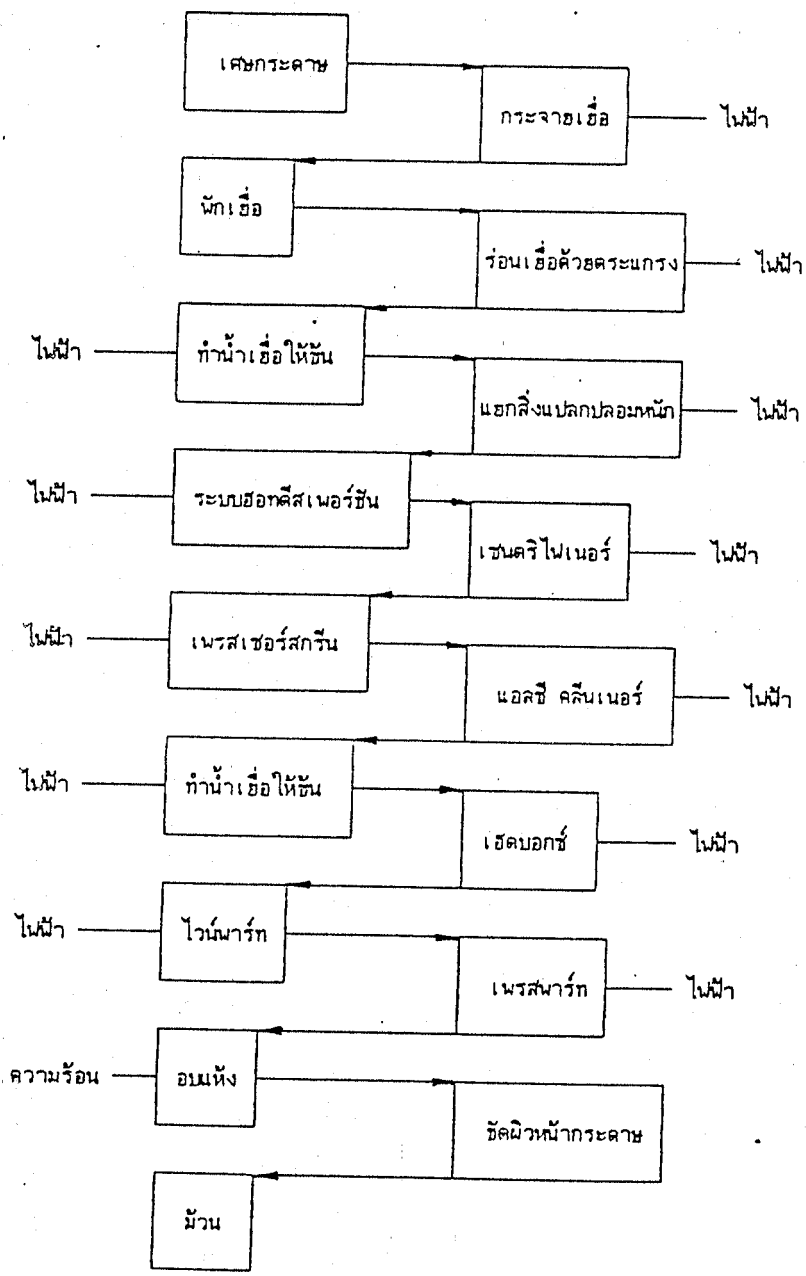 เศษกระดาษ
กระจายเยื่อ
ไฟฟ้า
พักเยื่อ
ร่อนเยื่อด้วยตระแกรง
ไฟฟ้า
ไฟฟ้า
ทำน้ำเยื่อให้ข้น
แยกสิ่งแปลกปลอมหนัก
ไฟฟ้า
ไฟฟ้า
ระบบฮอทดีสเพอร์ชัน
เซนตริไฟเนอร์
ไฟฟ้า
ไฟฟ้า
เพรสเชอร์สกรีน
แอลซี คลีนเนอร์
ไฟฟ้า
ไฟฟ้า
ทำน้ำเยื่อให้ข้น
เฮดบอกซ์
ไฟฟ้า
ไฟฟ้า
ไวน์พาร์ท
เพรสพาร์ท
ไฟฟ้า
ความร้อน
อบแห้ง
ขัดผิวหน้ากระดาษ
ม้วน